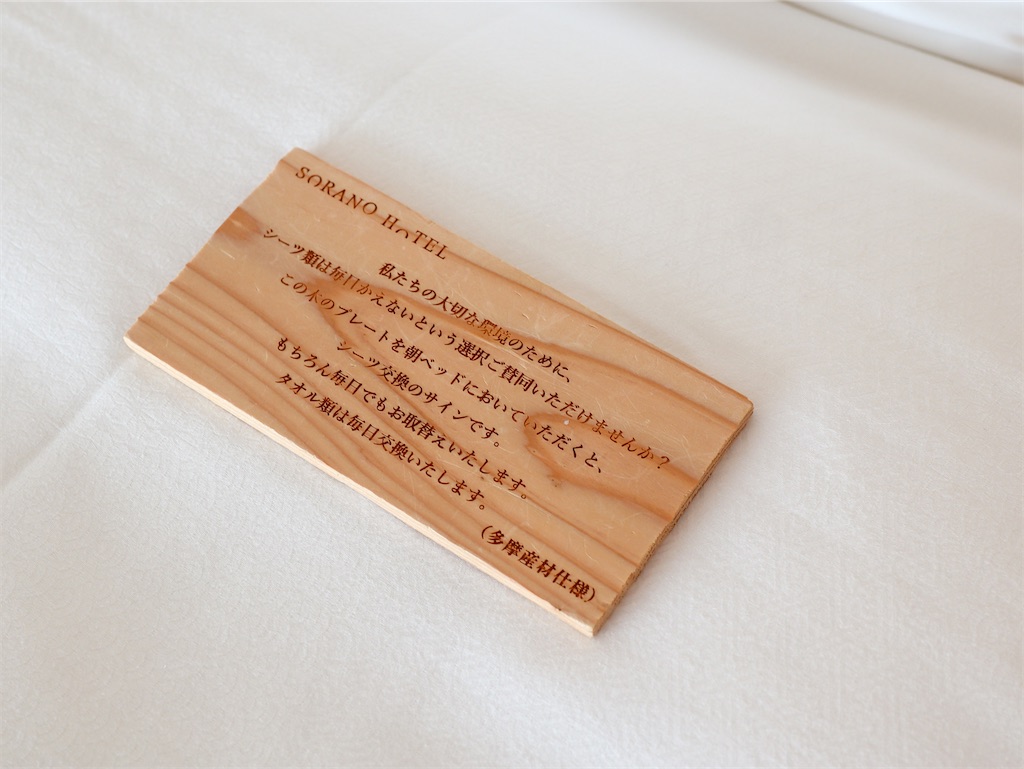 SORANO HOTEL
私たちの大切な環境のために、
シーツ類は毎日かえないという選択ご賛同いただけませんか？
この木のプレートを朝ベッドにおいていただくと、
シーツ交換のサインです。
もちろん毎日でもお取替えいたします。
タオル類は毎日交換いたします。
（多摩産材仕様）